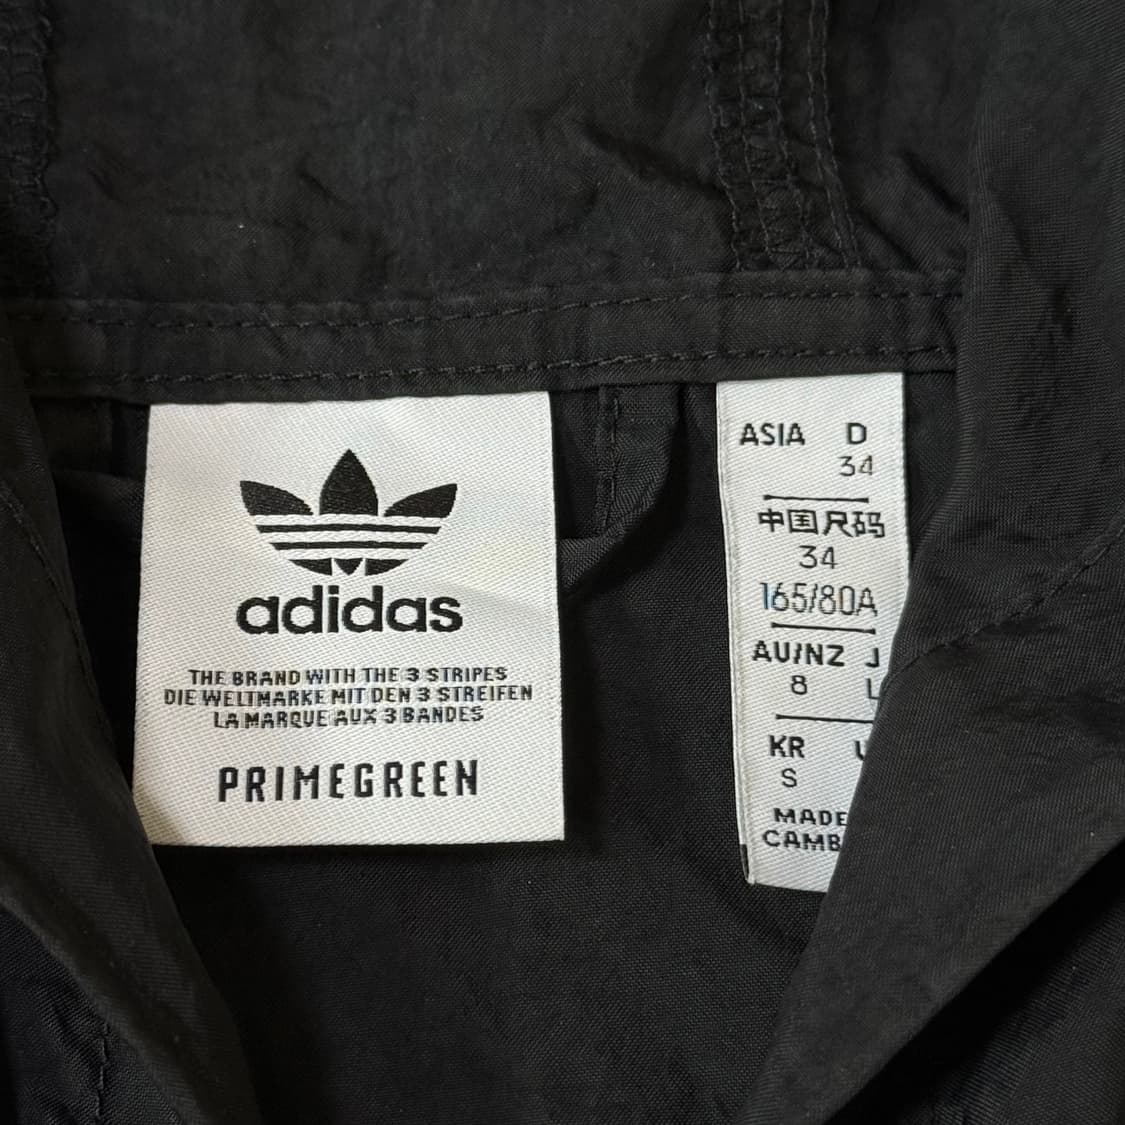 adidas
THE BRAND WITH THE 3 STRIPES
DIE WELTMARKE MIT DEN 3 STREIFEN
LA MARQUE AUX 3 BANDES
PRIMEGREEN
ASIA D
34
中国尺码
34
165/80A
AU/NZ J
8 L
KR
S
MADE
CAMB